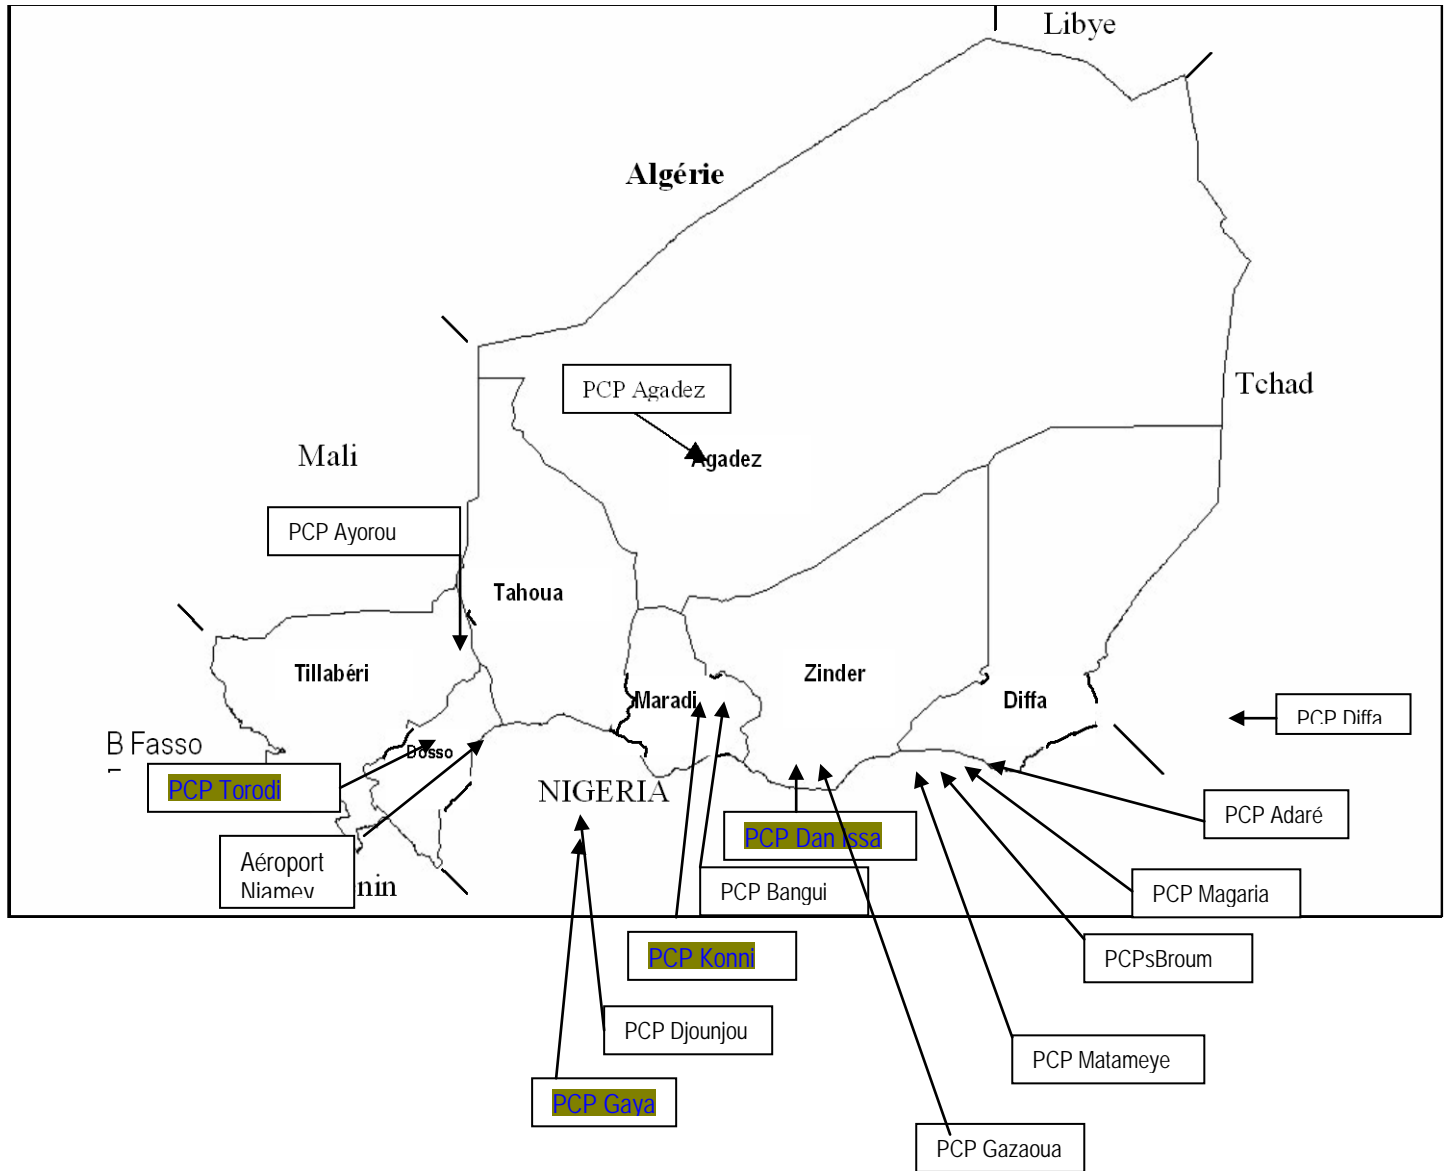 Libye
Algérie
Tchad
PCP Agadez
Agadez
Mali
PCP Ayorou
Tahoua
Tillabéri
Zinder
Maradi
Diffa
PCP Diffa
B Fasso
Dosso
PCP Torodi
NIGERIA
PCP Dan Issa
PCP Adaré
Aéroport
Niamey
nin
PCP Bangui
PCP Magaria
PCP Konni
PCPsBroum
PCP Djounjou
PCP Matameye
PCP Gaya
PCP Gazaoua